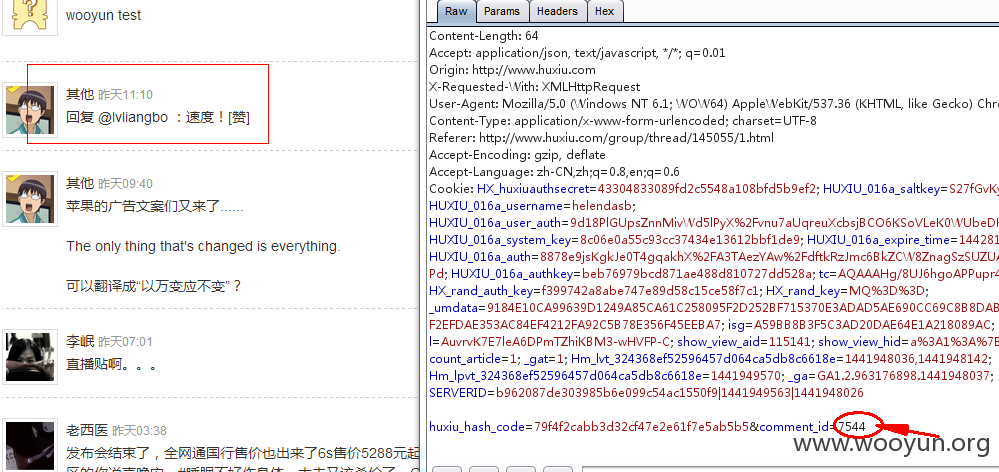 wooyun test
其他 昨天11:10
回复 @lvliangbo ：速度！[赞]
其他 昨天09:40
苹果的广告文案们又来了......
The only thing that's changed is everything.
可以翻译成“以万变应不变”？
李岷 昨天07:01
直播贴啊。。。
老西医 昨天03:38
发布会结束了，全网通国行售价也出来了6s售价5288元起
Raw Params Headers Hex
Content-Length: 64
Accept: application/json, text/javascript, */*; q=0.01
Origin: http://www.huxiu.com
X-Requested-With: XMLHttpRequest
User-Agent: Mozilla/5.0 (Windows NT 6.1; WOW64) AppleWebKit/537.36 (KHTML, like Gecko) Chro
Content-Type: application/x-www-form-urlencoded; charset=UTF-8
Referer: http://www.huxiu.com/group/thread/145055/1.html
Accept-Encoding: gzip, deflate
Accept-Language: zh-CN,zh;q=0.8,en;q=0.6
Cookie: HX_huxiuauthsecret=43304833089fd2c5548a108bfd5b9ef2; HUXIU_016a_saltkey=S27fGvKy
HUXIU_016a_username=helendasb;
HUXIU_016a_user_auth=9d18PlGUpsZnnMivWd5lPyX%2Fvnu7aUqreuXcbsjBCO6KSoVLeK0WUbeDH
HUXIU_016a_system_key=8c06e0a55c93cc37434e13612bbf1de9; HUXIU_016a_expire_time=144281
HUXIU_016a_auth=8878e9jsKgkJe0T4gqakhX%2FA3TAezYAw%2FdftkRzJmc6BkZCW8ZnagSzSUZUA
Pd; HUXIU_016a_authkey=beb76979bcd871ae488d810727dd528a; tc=AQAAAHg/8UJ6hgoAPPupr4
HX_rand_auth_key=f399742a8abe747e89d58c15ce58f7c1; HX_rand_key=MQ%3D%3D;
_umdata=9184E10CA99639D1249A85CA61C258095F2D252BF715370E3ADAD5AE690CC69C8B8DAB
F2EFDAE353AC84EF4219FA92C5B78E356F45EEBA7; isg=A59BB8B3F5C3AD20DAE64E1A218089AC;
l=AuvrvK7E7leA6DPmTZhiKBM3-wHVFP-C; show_view_aid=115141; show_view_hid=a%3A1%3A%7B
count_article=1; _gat=1; Hm_lvt_324368ef52596457d064ca5db8c6618e=1441948036,1441948142;
Hm_lpvt_324368ef52596457d064ca5db8c6618e=1441949570; _ga=GA1.2.963176898.1441948037;
SERVERID=b962087de303985b6e099c54ac1550f9|1441949563|1441948026
huxiu_hash_code=79f4f2cabb3d32cf47e2e61f7e5ab5b5&comment_id=7544
www.wooyun.org